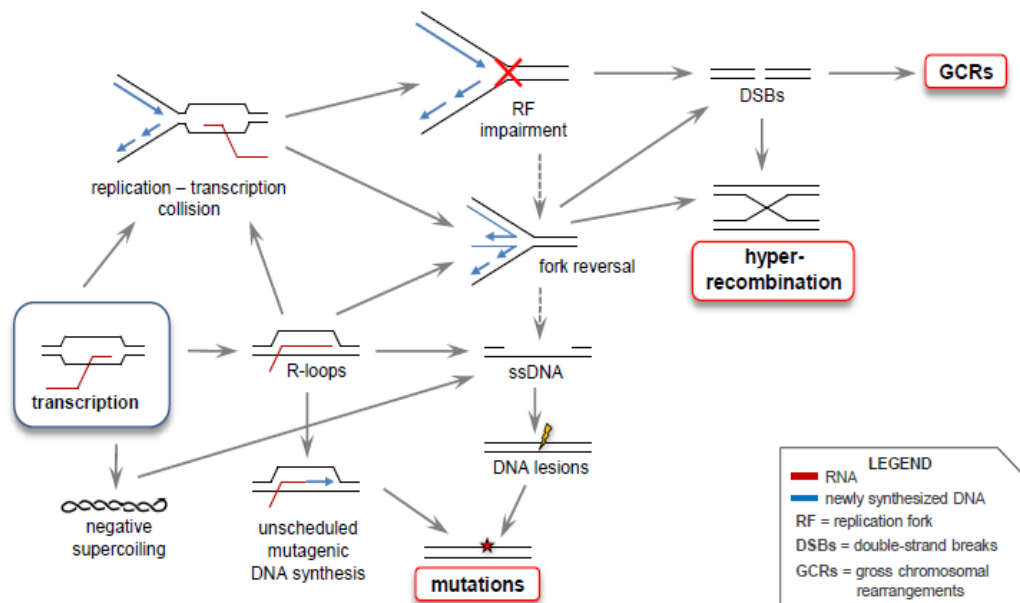 RF
impairment
DSBs
GCRs
replication – transcription
collision
fork reversal
hyper-
recombination
transcription
R-loops
ssDNA
DNA lesions
negative
supercoiling
unscheduled
mutagenic
DNA synthesis
mutations
LEGEND
RNA
newly synthesized DNA
RF = replication fork
DSBs = double-strand breaks
GCRs = gross chromosomal
rearrangements